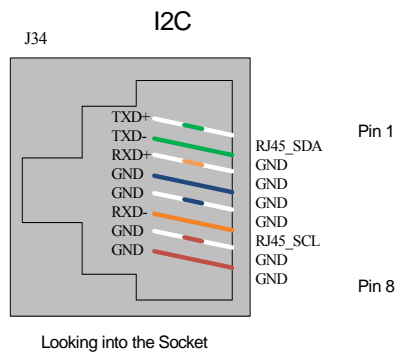 I2C
J34
TXD+
TXD-
RXD+
GND
GND
RXD-
GND
GND
RJ45_SDA
GND
GND
GND
GND
RJ45_SCL
GND
GND
Pin 1
Pin 8
Looking into the Socket